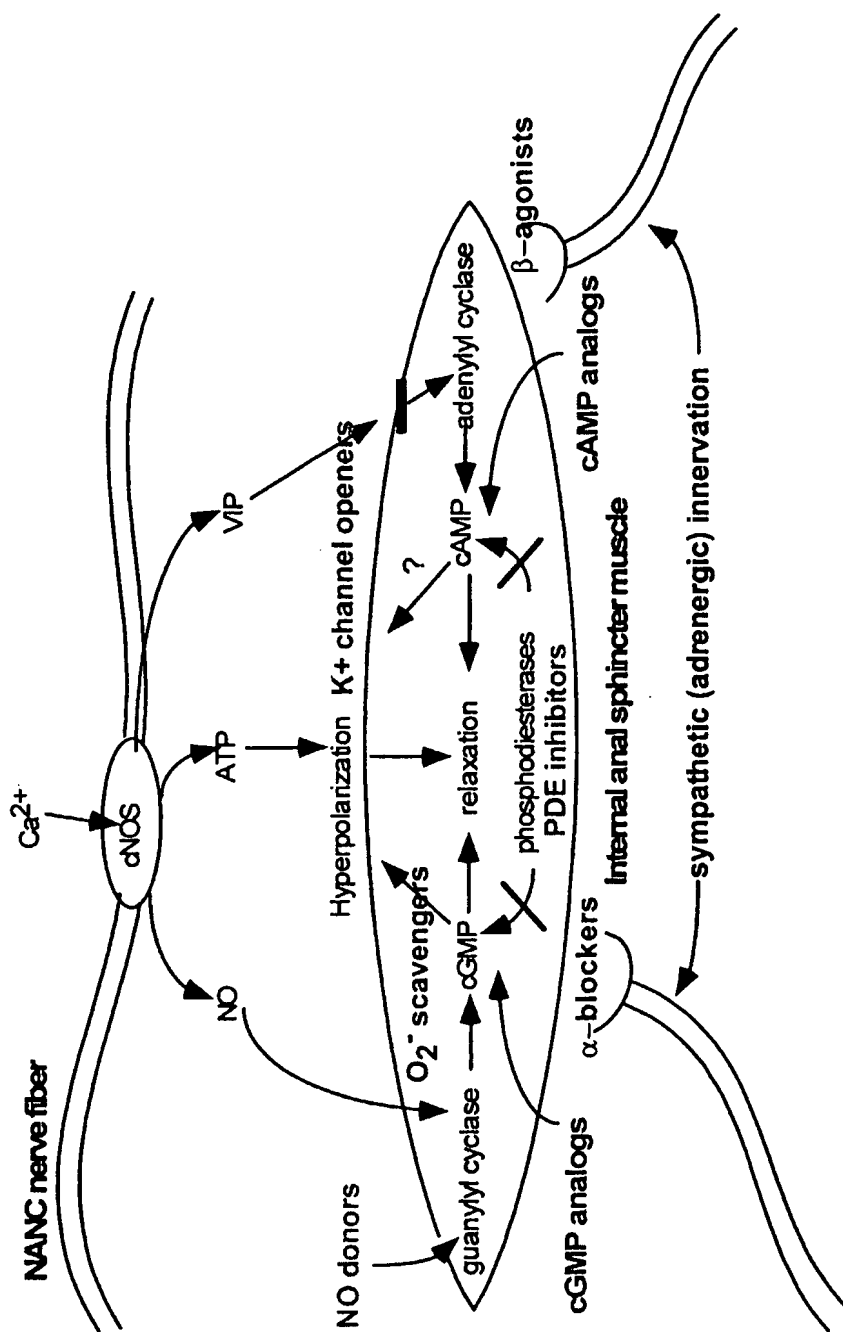 NANC nerve fiber
Ca2+
cNOS
NO
ATP
VIP
NO donors
Hyperpolarization K+ channel openers
O2- scavengers
?
guanylyl cyclase
cGMP
relaxation
cAMP
adenylyl cyclase
phosphodiesterases
PDE inhibitors
cGMP analogs
α-blockers
Internal anal sphincter muscle
cAMP analogs
β-agonists
sympathetic (adrenergic) innervation